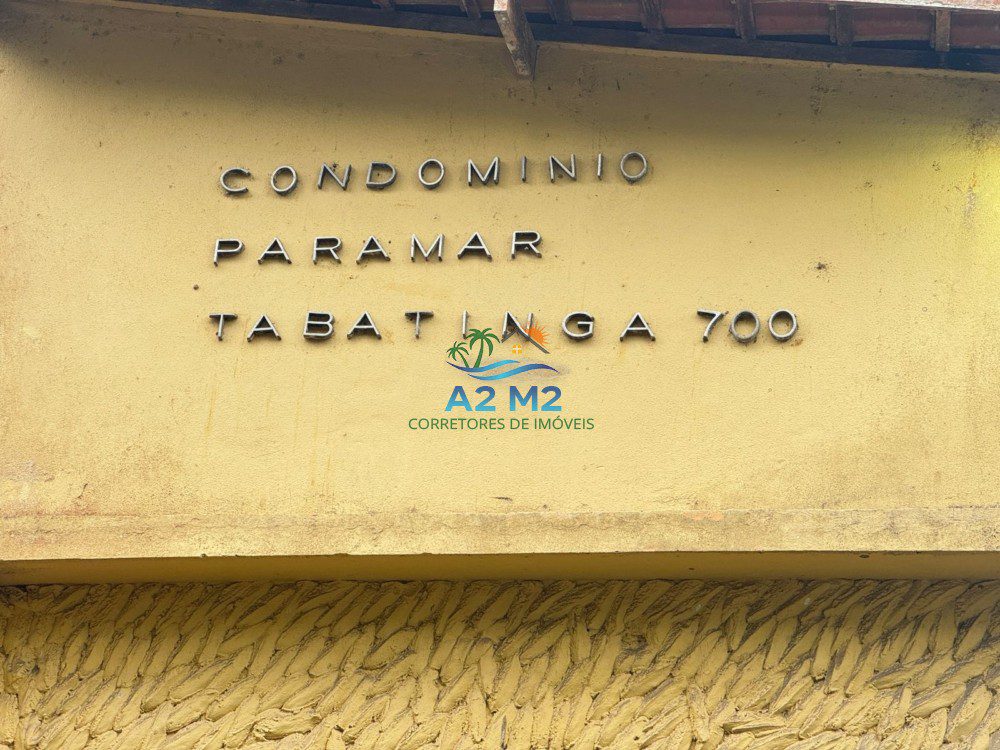 CONDOMINIO
PARAMAR
TABATINGA 700
A2 M2
CORRETORES DE IMÓVEIS